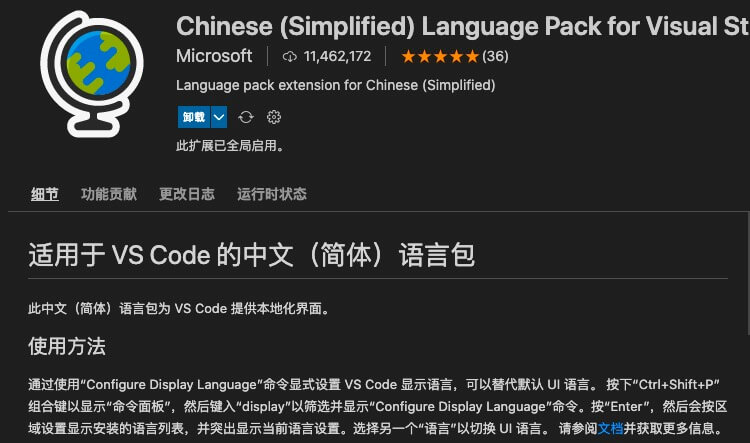 Chinese (Simplified) Language Pack for Visual St
Microsoft 11,462,172 ★★★★★(36)
Language pack extension for Chinese (Simplified)
卸载
此扩展已全局启用。
细节 功能贡献 更改日志 运行时状态
适用于 VS Code 的中文（简体）语言包
此中文（简体）语言包为 VS Code 提供本地化界面。
使用方法
通过使用“Configure Display Language”命令显式设置 VS Code 显示语言，可以替代默认 UI 语言。 按下“Ctrl+Shift+P”
组合键以显示“命令面板”，然后键入“display”以筛选并显示“Configure Display Language”命令。按“Enter”，然后会按区
域设置显示安装的语言列表，并突出显示当前语言设置。选择另一个“语言”以切换 UI 语言。 请参阅文档并获取更多信息。